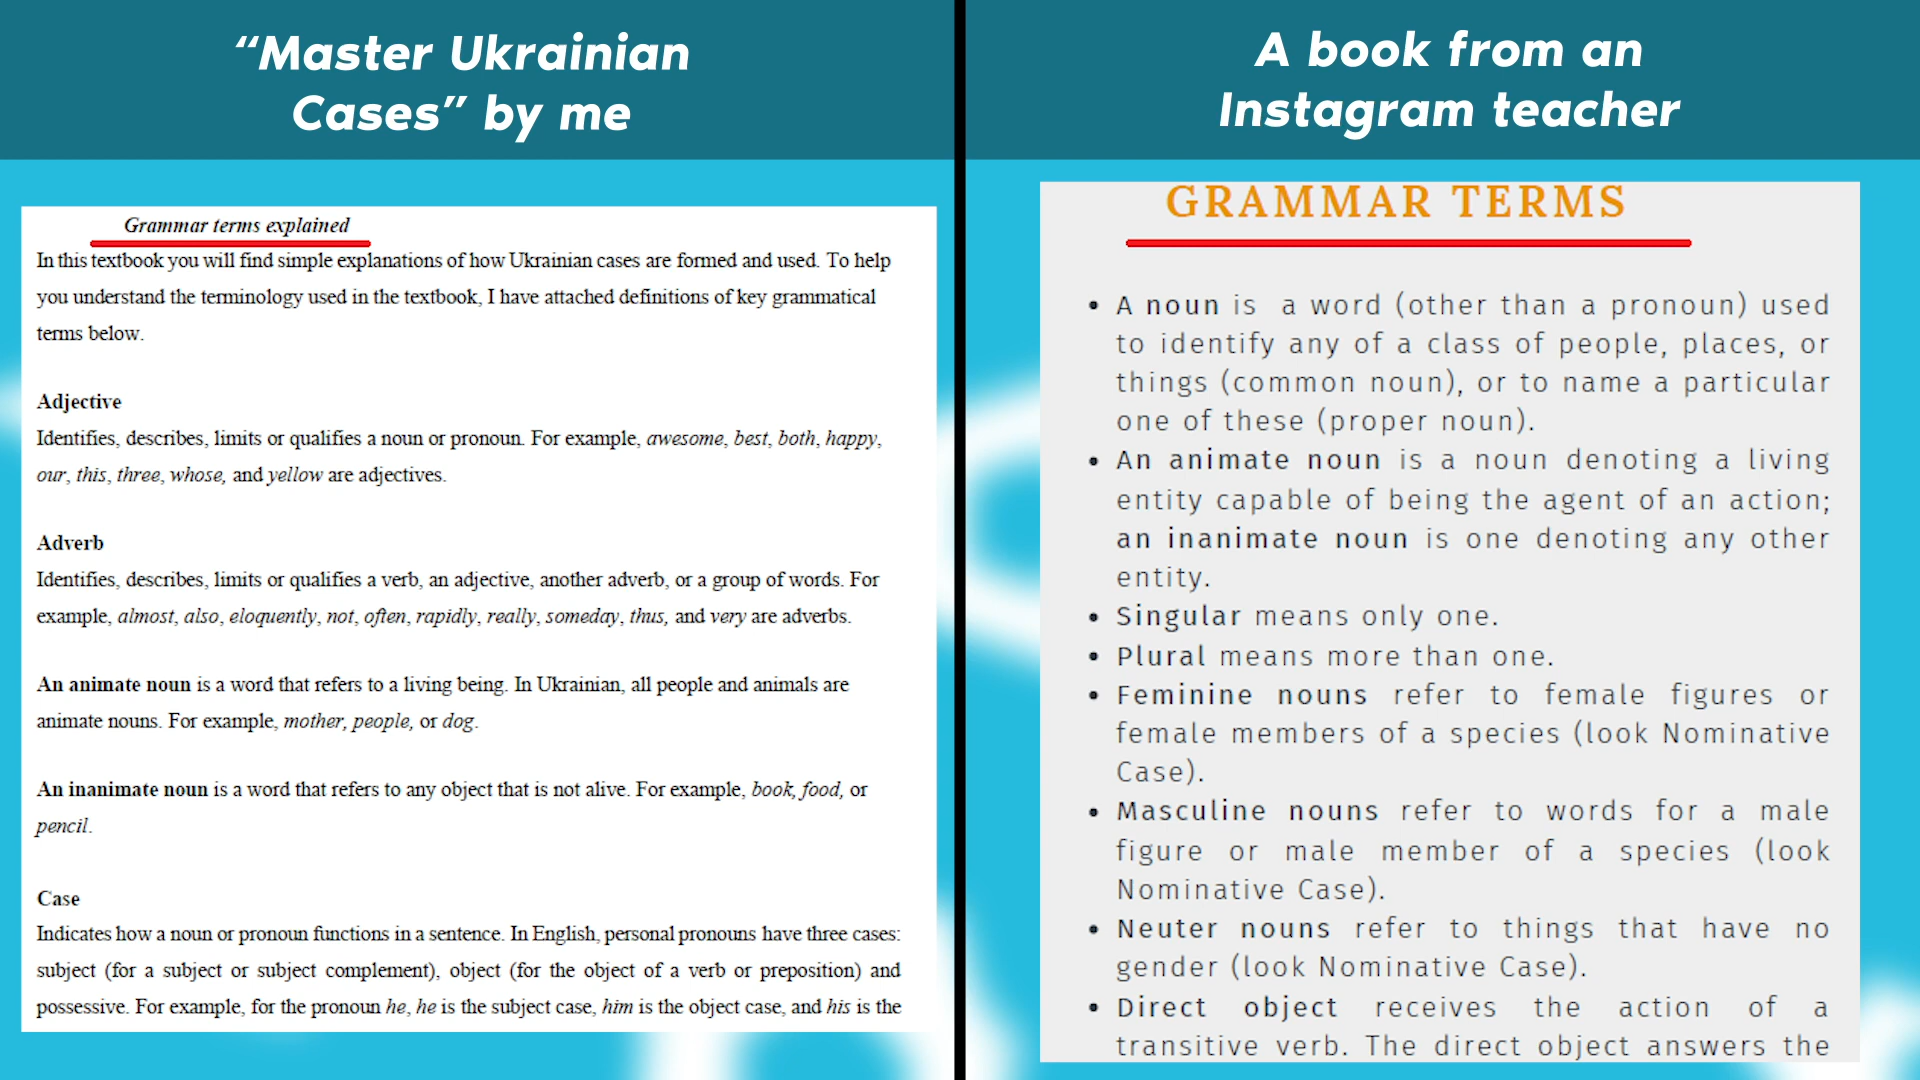 “Master Ukrainian
Cases” by me
Grammar terms explained
In this textbook you will find simple explanations of how Ukrainian cases are formed and used. To help
you understand the terminology used in the textbook, I have attached definitions of key grammatical
terms below.
Adjective
Identifies, describes, limits or qualifies a noun or pronoun. For example, awesome, best, both, happy,
our, this, three, whose, and yellow are adjectives.
Adverb
Identifies, describes, limits or qualifies a verb, an adjective, another adverb, or a group of words. For
example, almost, also, eloquently, not, often, rapidly, really, someday, thus, and very are adverbs.
An animate noun is a word that refers to a living being. In Ukrainian, all people and animals are
animate nouns. For example, mother, people, or dog.
An inanimate noun is a word that refers to any object that is not alive. For example, book, food, or
pencil.
Case
Indicates how a noun or pronoun functions in a sentence. In English, personal pronouns have three cases:
subject (for a subject or subject complement), object (for the object of a verb or preposition) and
possessive. For example, for the pronoun he, he is the subject case, him is the object case, and his is the
A book from an
Instagram teacher
GRAMMAR TERMS
• A noun is a word (other than a pronoun) used
to identify any of a class of people, places, or
things (common noun), or to name a particular
one of these (proper noun).
• An animate noun is a noun denoting a living
entity capable of being the agent of an action;
an inanimate noun is one denoting any other
entity.
• Singular means only one.
• Plural means more than one.
• Feminine nouns refer to female figures or
female members of a species (look Nominative
Case).
• Masculine nouns refer to words for a male
figure or male member of a species (look
Nominative Case).
• Neuter nouns refer to things that have no
gender (look Nominative Case).
• Direct object receives the action of a
transitive verb. The direct object answers the